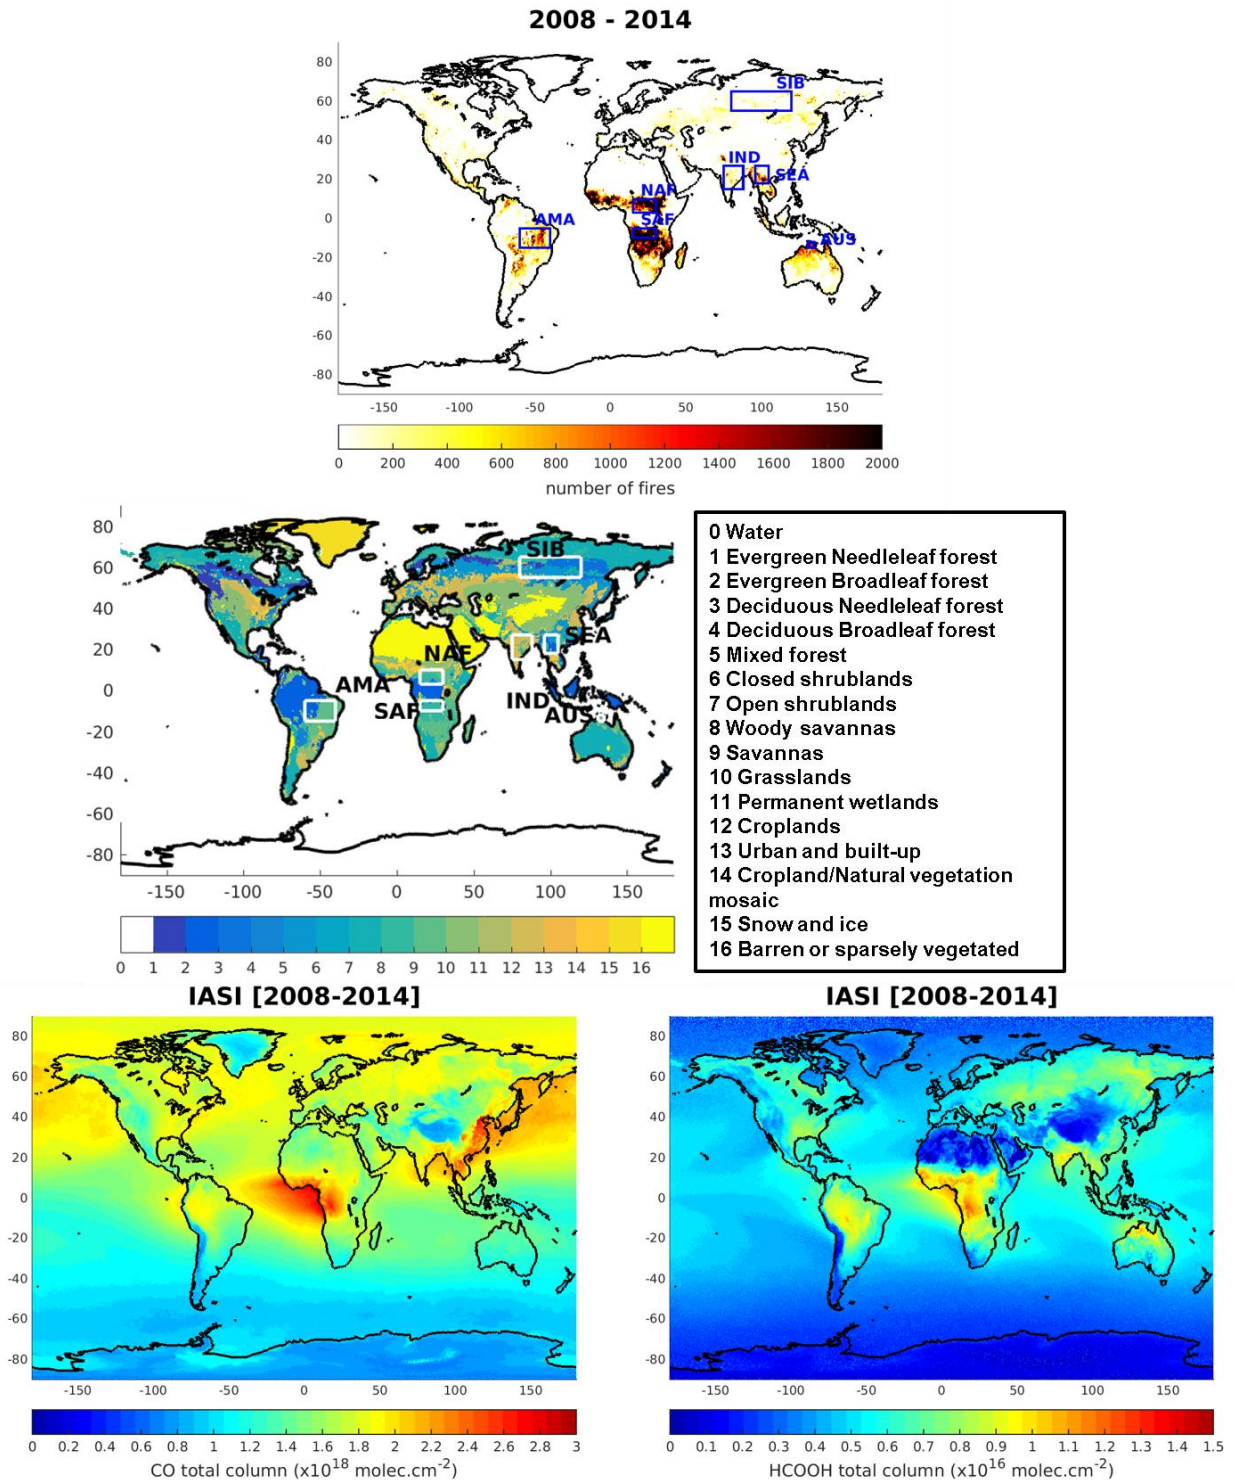 2008 - 2014
80
60
40
20
0
-20
-40
-60
-80
SIB
IND
SEA
NAF
SAF
AMA
AUS
-150 -100 -50 0 50 100 150
0 200 400 600 800 1000 1200 1400 1600 1800 2000
number of fires
80
60
40
20
0
-20
-40
-60
-80
SIB
SEA
NAF
AMA
SAF
IND
AUS
-150 -100 -50 0 50 100 150
0 1 2 3 4 5 6 7 8 9 10 11 12 13 14 15 16
0 Water
1 Evergreen Needleleaf forest
2 Evergreen Broadleaf forest
3 Deciduous Needleleaf forest
4 Deciduous Broadleaf forest
5 Mixed forest
6 Closed shrublands
7 Open shrublands
8 Woody savannas
9 Savannas
10 Grasslands
11 Permanent wetlands
12 Croplands
13 Urban and built-up
14 Cropland/Natural vegetation
mosaic
15 Snow and ice
16 Barren or sparsely vegetated
IASI [2008-2014]
80
60
40
20
0
-20
-40
-60
-80
-150 -100 -50 0 50 100 150
0 0.2 0.4 0.6 0.8 1 1.2 1.4 1.6 1.8 2 2.2 2.4 2.6 2.8 3
CO total column (x10^18 molec.cm^-2)
IASI [2008-2014]
80
60
40
20
0
-20
-40
-60
-80
-150 -100 -50 0 50 100 150
0 0.1 0.2 0.3 0.4 0.5 0.6 0.7 0.8 0.9 1 1.1 1.2 1.3 1.4 1.5
HCOOH total column (x10^16 molec.cm^-2)